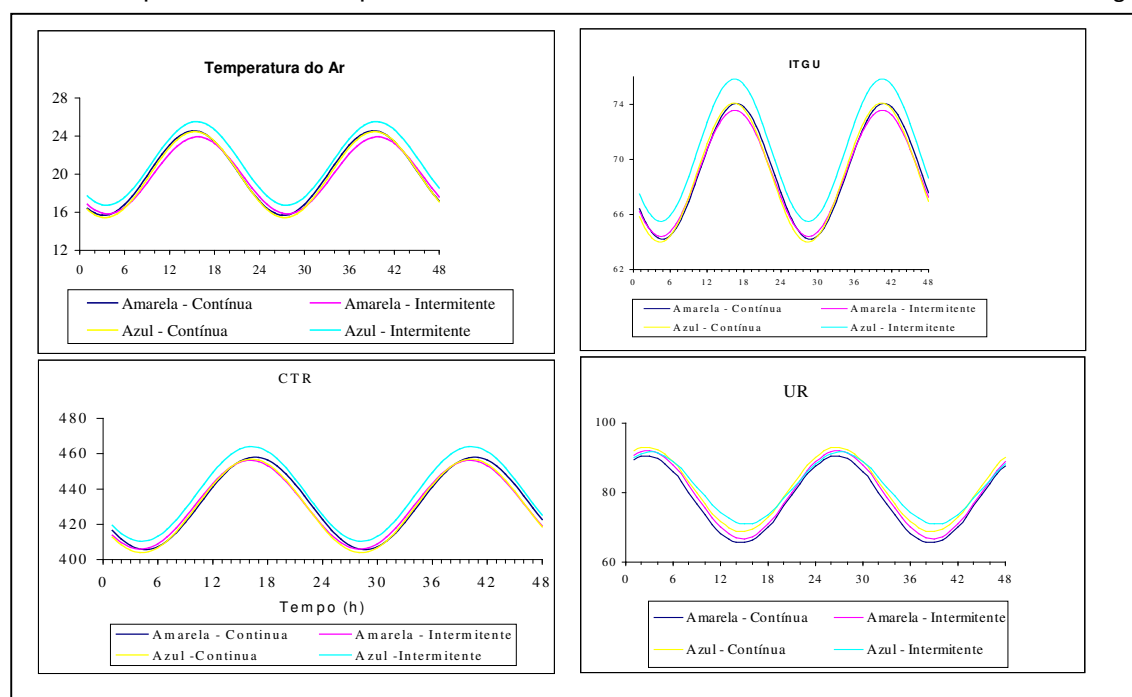 Temperatura do Ar
28
24
20
16
12
0 6 12 18 24 30 36 42 48
Amarela - Contínua Amarela - Intermitente
Azul - Contínua Azul - Intermitente
ITGU
74
70
66
62
0 6 12 18 24 30 36 42 48
Amarela - Contínua Amarela - Intermitente
Azul - Contínua Azul - Intermitente
CTR
480
460
440
420
400
0 6 12 18 24 30 36 42 48
Tempo (h)
Amarela - Continua Amarela - Intermitente
Azul -Continua Azul -Intermitente
UR
100
80
60
0 6 12 18 24 30 36 42 48
Amarela - Contínua Amarela - Intermitente
Azul - Contínua Azul - Intermitente